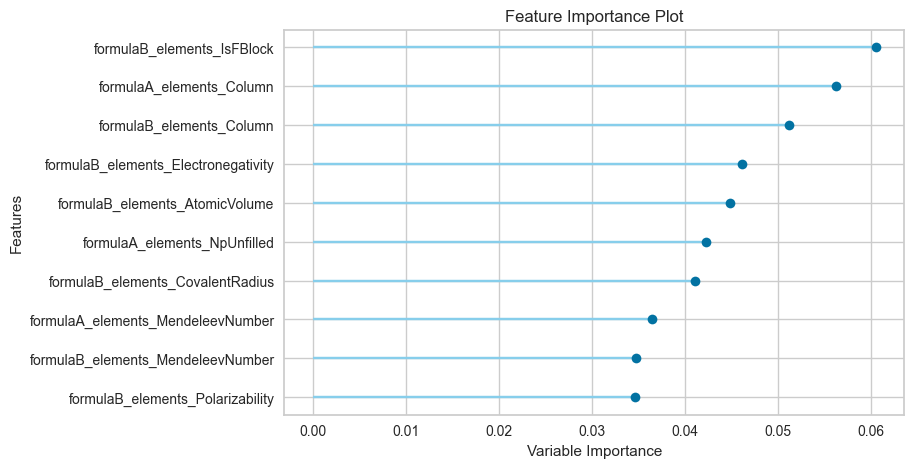 Feature Importance Plot
formulaB_elements_IsFBlock
formulaA_elements_Column
formulaB_elements_Column
formulaB_elements_Electronegativity
formulaB_elements_AtomicVolume
formulaA_elements_NpUnfilled
formulaB_elements_CovalentRadius
formulaA_elements_MendeleevNumber
formulaB_elements_MendeleevNumber
formulaB_elements_Polarizability
Features
0.00 0.01 0.02 0.03 0.04 0.05 0.06
Variable Importance